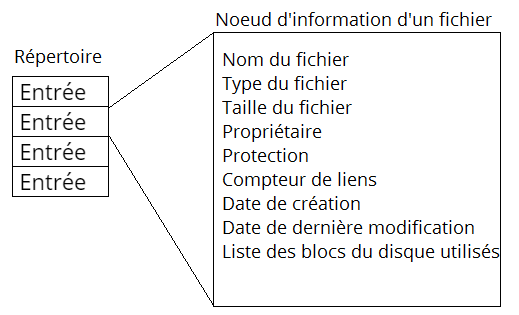 Noeud d'information d'un fichier
Répertoire
Entrée
Entrée
Entrée
Entrée
Nom du fichier
Type du fichier
Taille du fichier
Propriétaire
Protection
Compteur de liens
Date de création
Date de dernière modification
Liste des blocs du disque utilisés